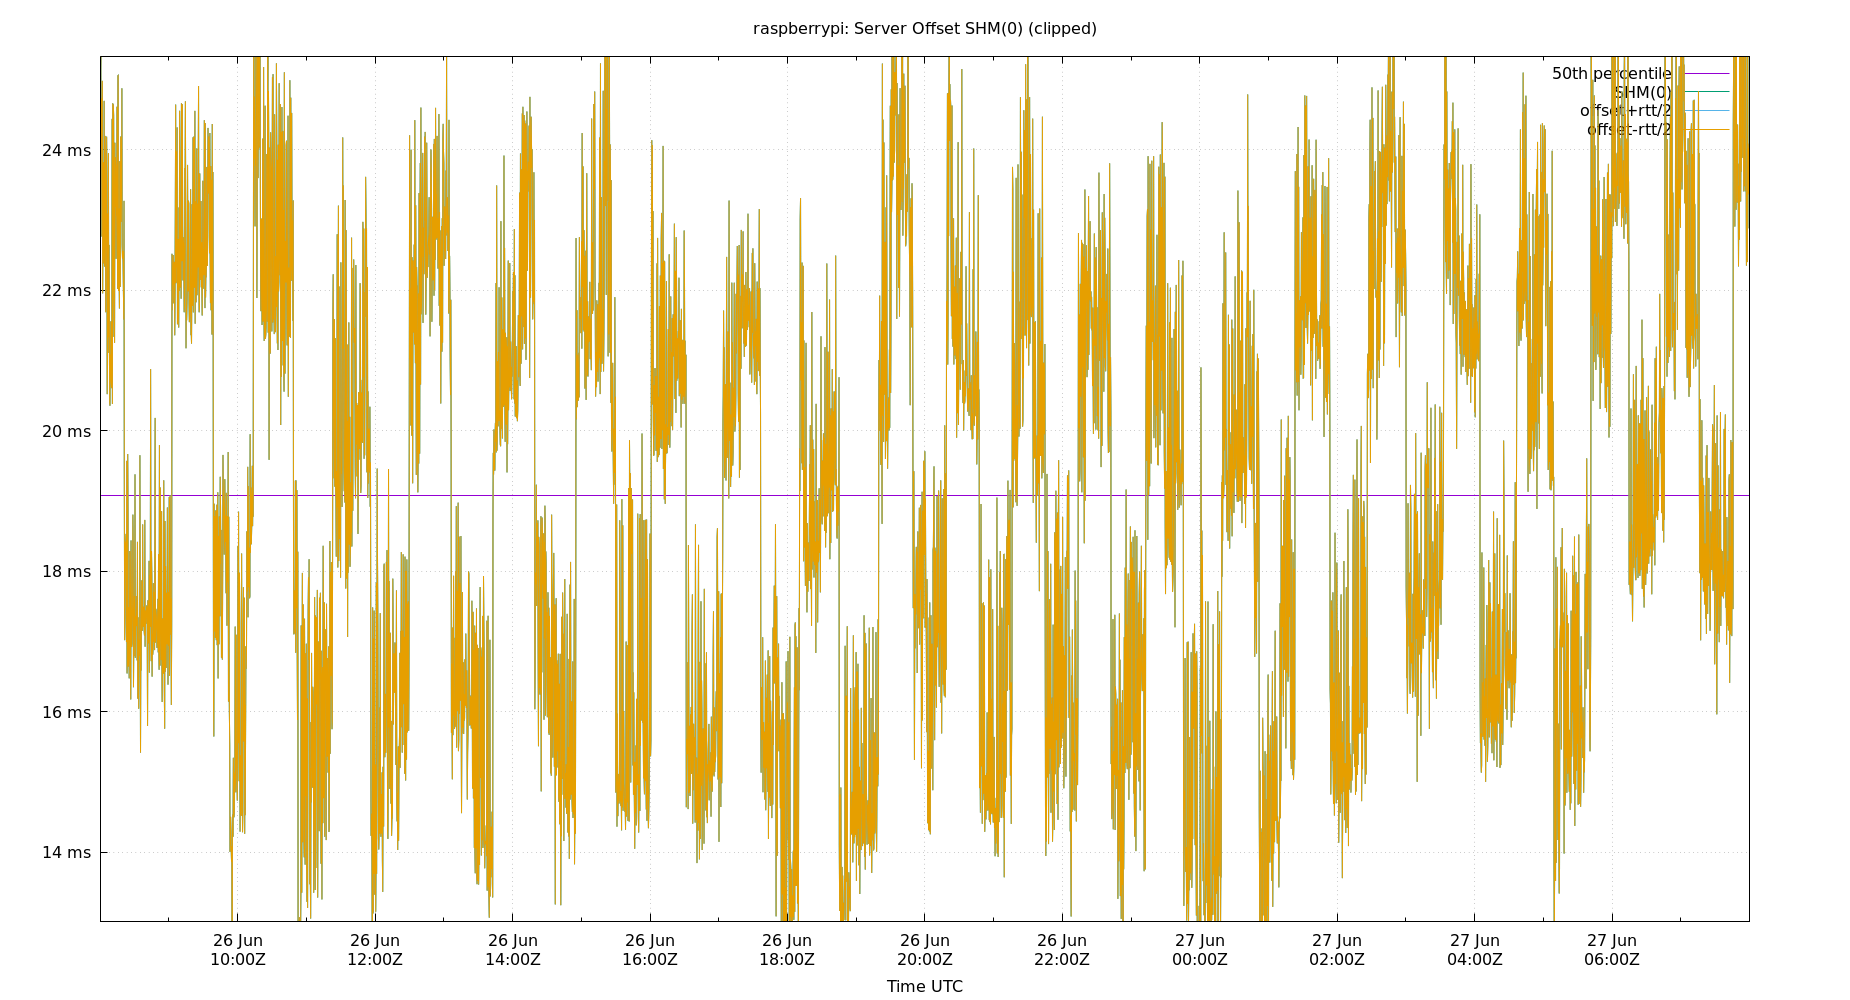 raspberrypi: Server Offset SHM(0) (clipped)
50th percentile
SHM(0)
offset+rtt/2
offset-rtt/2
24 ms
22 ms
20 ms
18 ms
16 ms
14 ms
26 Jun 26 Jun 26 Jun 26 Jun 26 Jun 26 Jun 26 Jun 27 Jun 27 Jun 27 Jun 27 Jun
10:00Z 12:00Z 14:00Z 16:00Z 18:00Z 20:00Z 22:00Z 00:00Z 02:00Z 04:00Z 06:00Z
Time UTC